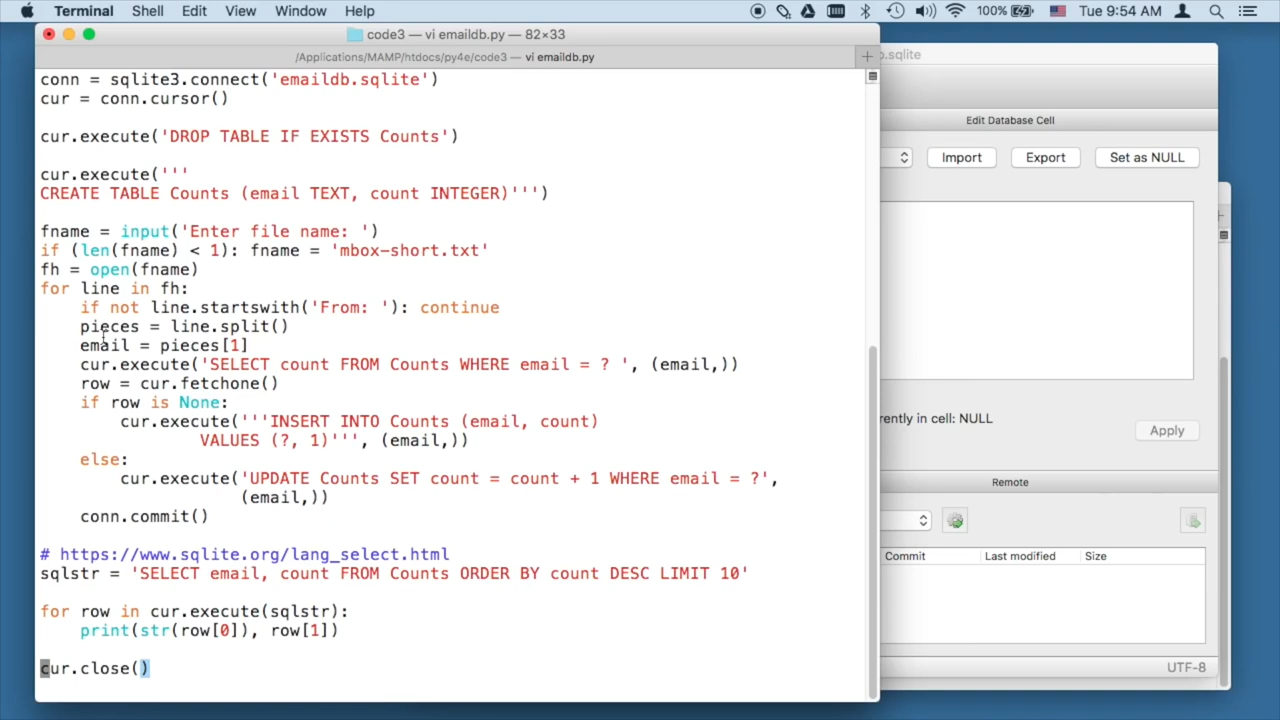 Terminal Shell Edit View Window Help 100% Tue 9:54 AM
code3 — vi emaildb.py — 82×33
/Applications/MAMP/htdocs/py4e/code3 — vi emaildb.py
conn = sqlite3.connect('emaildb.sqlite')
cur = conn.cursor()
cur.execute('DROP TABLE IF EXISTS Counts')
cur.execute('''
CREATE TABLE Counts (email TEXT, count INTEGER)''')
fname = input('Enter file name: ')
if (len(fname) < 1): fname = 'mbox-short.txt'
fh = open(fname)
for line in fh:
    if not line.startswith('From: '): continue
    pieces = line.split()
    email = pieces[1]
    cur.execute('SELECT count FROM Counts WHERE email = ? ', (email,))
    row = cur.fetchone()
    if row is None:
        cur.execute('''INSERT INTO Counts (email, count)
                VALUES (?, 1)''', (email,))
    else:
        cur.execute('UPDATE Counts SET count = count + 1 WHERE email = ?',
                    (email,))
    conn.commit()
# https://www.sqlite.org/lang_select.html
sqlstr = 'SELECT email, count FROM Counts ORDER BY count DESC LIMIT 10'
for row in cur.execute(sqlstr):
    print(str(row[0]), row[1])
cur.close()
b.sqlite
Edit Database Cell
Import Export Set as NULL
rently in cell: NULL
Apply
Remote
Commit Last modified Size
UTF-8